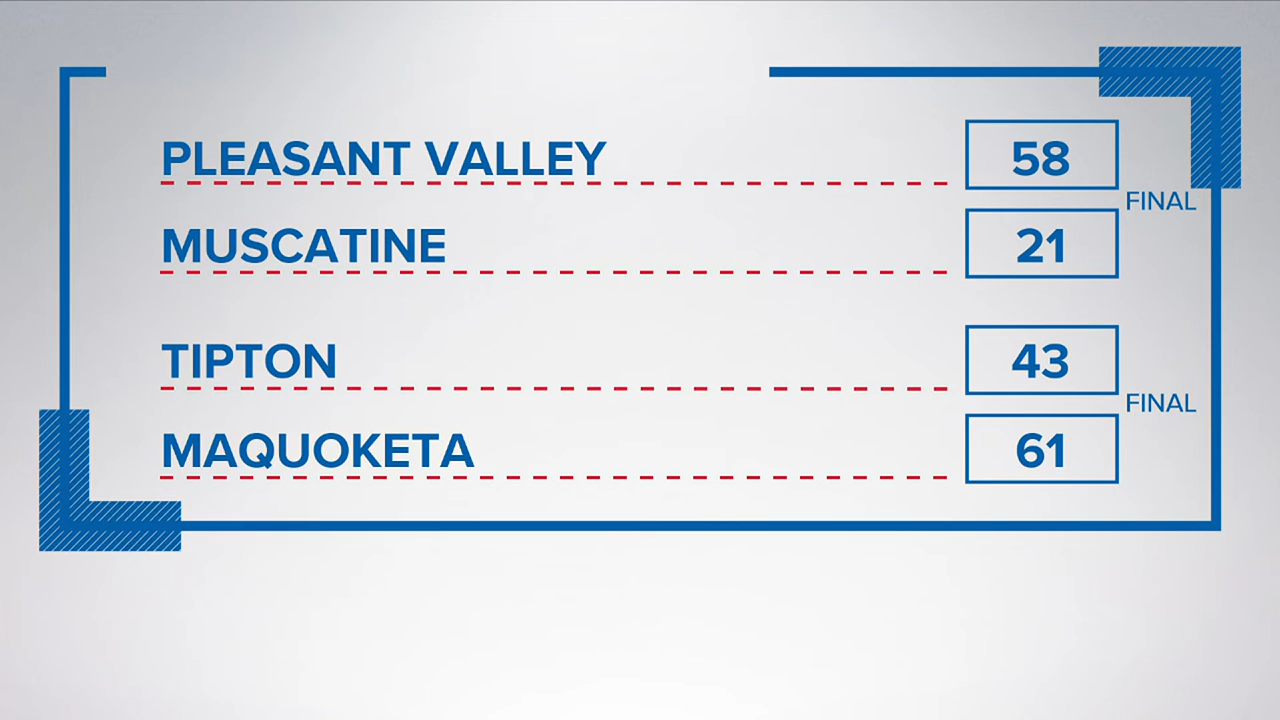 PLEASANT VALLEY 58
FINAL
MUSCATINE 21
TIPTON 43
FINAL
MAQUOKETA 61